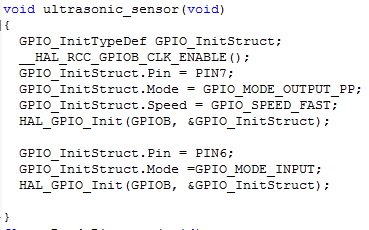 void ultrasonic_sensor(void)
{
GPIO_InitTypeDef GPIO_InitStruct;
__HAL_RCC_GPIOB_CLK_ENABLE();
GPIO_InitStruct.Pin = PIN7;
GPIO_InitStruct.Mode = GPIO_MODE_OUTPUT_PP;
GPIO_InitStruct.Speed = GPIO_SPEED_FAST;
HAL_GPIO_Init(GPIOB, &GPIO_InitStruct);
GPIO_InitStruct.Pin = PIN6;
GPIO_InitStruct.Mode =GPIO_MODE_INPUT;
HAL_GPIO_Init(GPIOB, &GPIO_InitStruct);
}